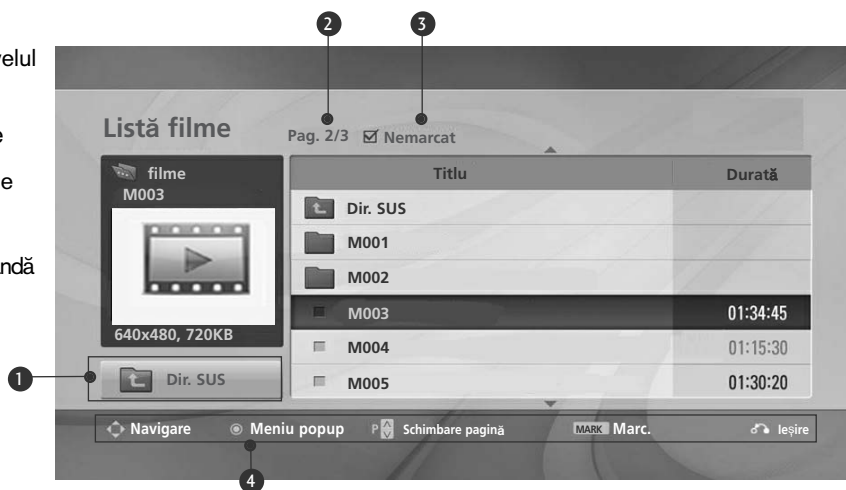 2 3
Listă filme
Pag. 2/3 Nemarcat
filme
M003
640x480, 720KB
Dir. SUS
Titlu Durată
Dir. SUS
M001
M002
M003 01:34:45
M004 01:15:30
M005 01:30:20
1
Navigare Meniu popup P Schimbare pagină MARK Marc. Ieșire
4